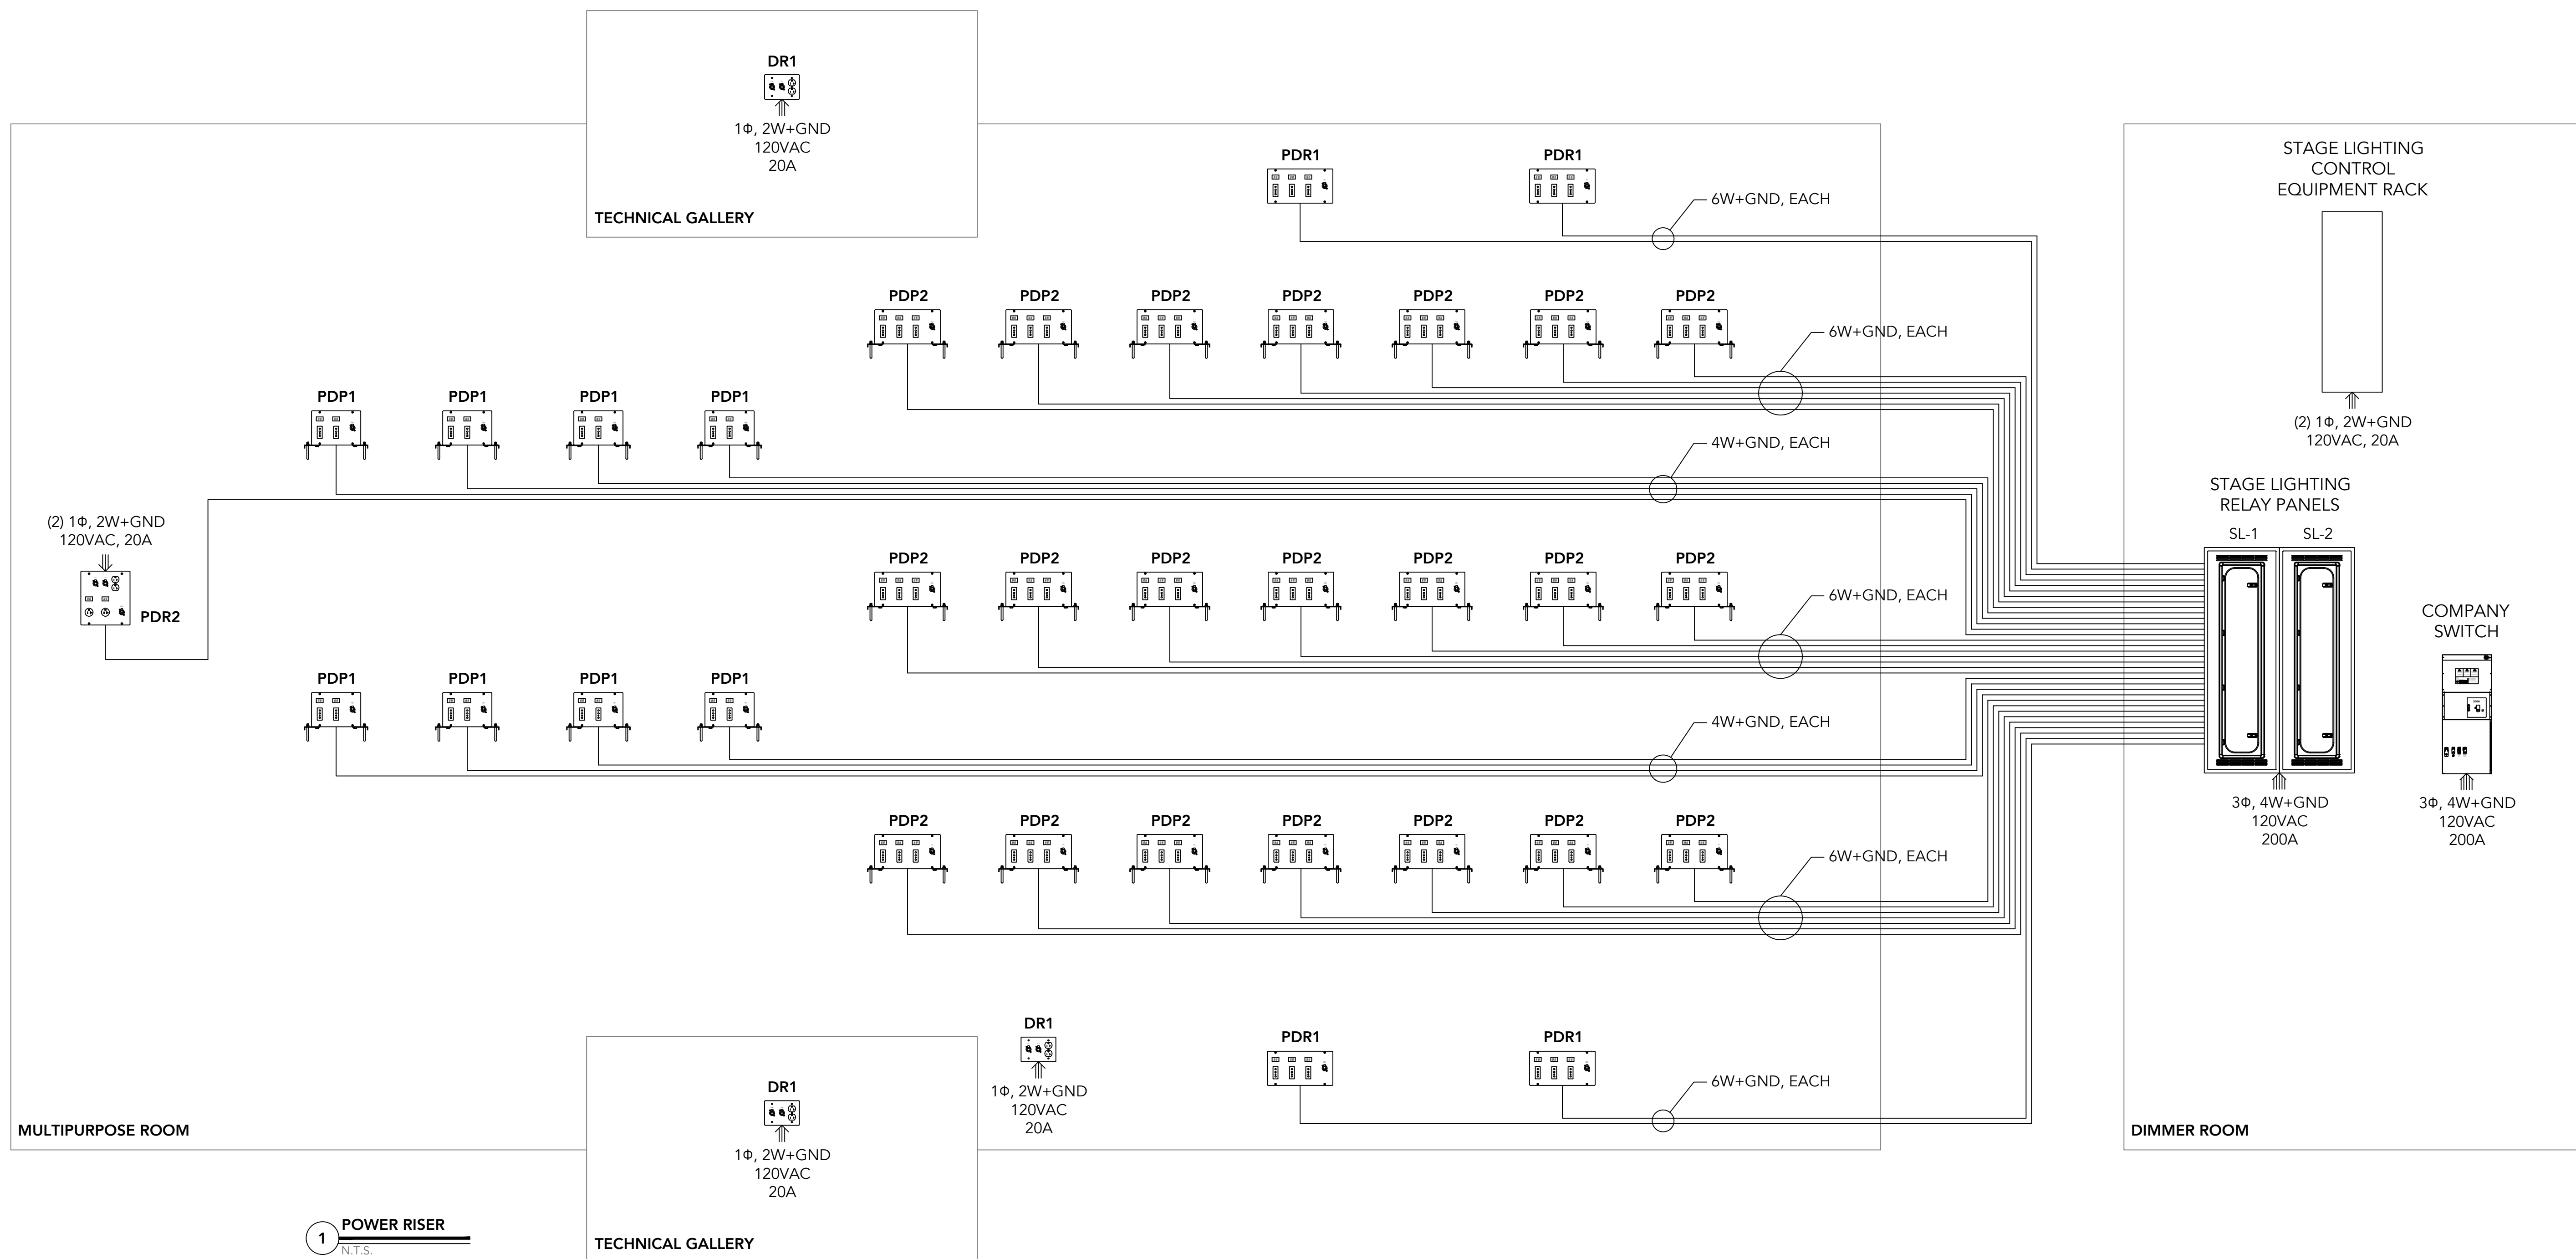 DR1
1Φ, 2W+GND
120VAC
20A
TECHNICAL GALLERY
PDR1
PDR1
6W+GND, EACH
STAGE LIGHTING
CONTROL
EQUIPMENT RACK
(2) 1Φ, 2W+GND
120VAC, 20A
PDP2
PDP2
PDP2
PDP2
PDP2
PDP2
PDP2
6W+GND, EACH
PDP1
PDP1
PDP1
PDP1
4W+GND, EACH
(2) 1Φ, 2W+GND
120VAC, 20A
PDR2
STAGE LIGHTING
RELAY PANELS
SL-1
SL-2
PDP2
PDP2
PDP2
PDP2
PDP2
PDP2
PDP2
6W+GND, EACH
COMPANY
SWITCH
PDP1
PDP1
PDP1
PDP1
4W+GND, EACH
3Φ, 4W+GND
120VAC
200A
3Φ, 4W+GND
120VAC
200A
PDP2
PDP2
PDP2
PDP2
PDP2
PDP2
PDP2
6W+GND, EACH
DR1
1Φ, 2W+GND
120VAC
20A
PDR1
PDR1
6W+GND, EACH
DR1
1Φ, 2W+GND
120VAC
20A
TECHNICAL GALLERY
MULTIPURPOSE ROOM
DIMMER ROOM
1
POWER RISER
N.T.S.